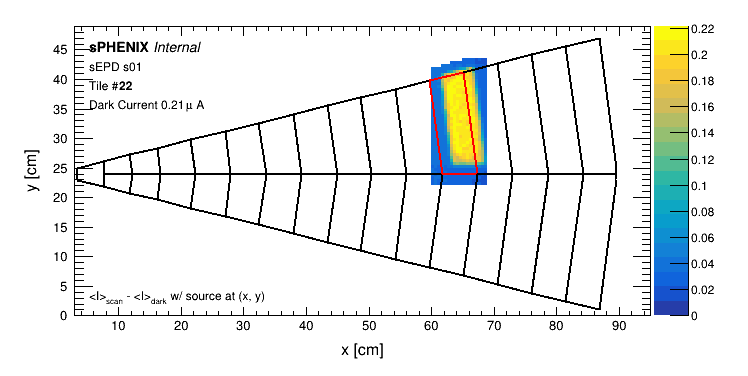 sPHENIX Internal
sEPD s01
Tile #22
Dark Current 0.21 μ A
<I>scan - <I>dark w/ source at (x, y)
y [cm]
45
40
35
30
25
20
15
10
5
0
10 20 30 40 50 60 70 80 90
x [cm]
0.22
0.2
0.18
0.16
0.14
0.12
0.1
0.08
0.06
0.04
0.02
0